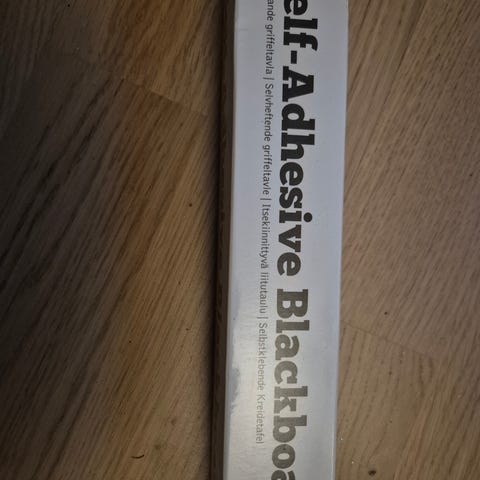 elf-Adhesive Blackboa
ande griffeltavla | Selvheftende griffeltavle | Itsekiinnittyvä liitutaulu | Selbstklebende Kreidetafel